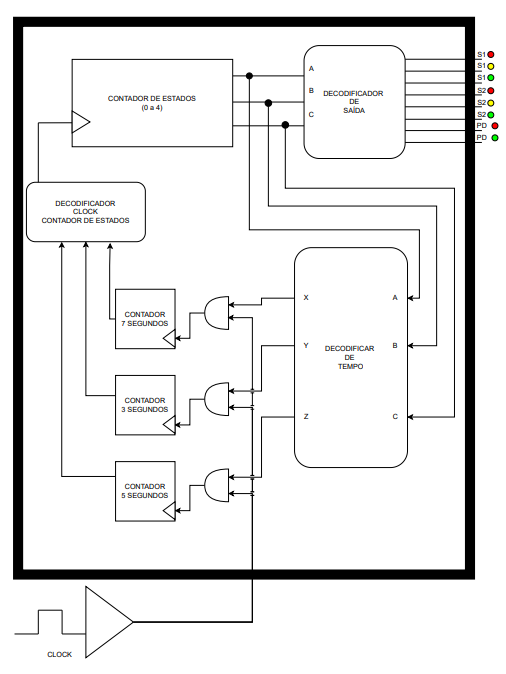 CONTADOR DE ESTADOS
(0 a 4)
A
B
C
DECODIFICADOR
DE
SAÍDA
S1
S1
S1
S2
S2
S2
PD
PD
DECODIFICADOR
CLOCK
CONTADOR DE ESTADOS
CONTADOR
7 SEGUNDOS
CONTADOR
3 SEGUNDOS
CONTADOR
5 SEGUNDOS
X
Y
Z
DECODIFICAR
DE
TEMPO
A
B
C
CLOCK